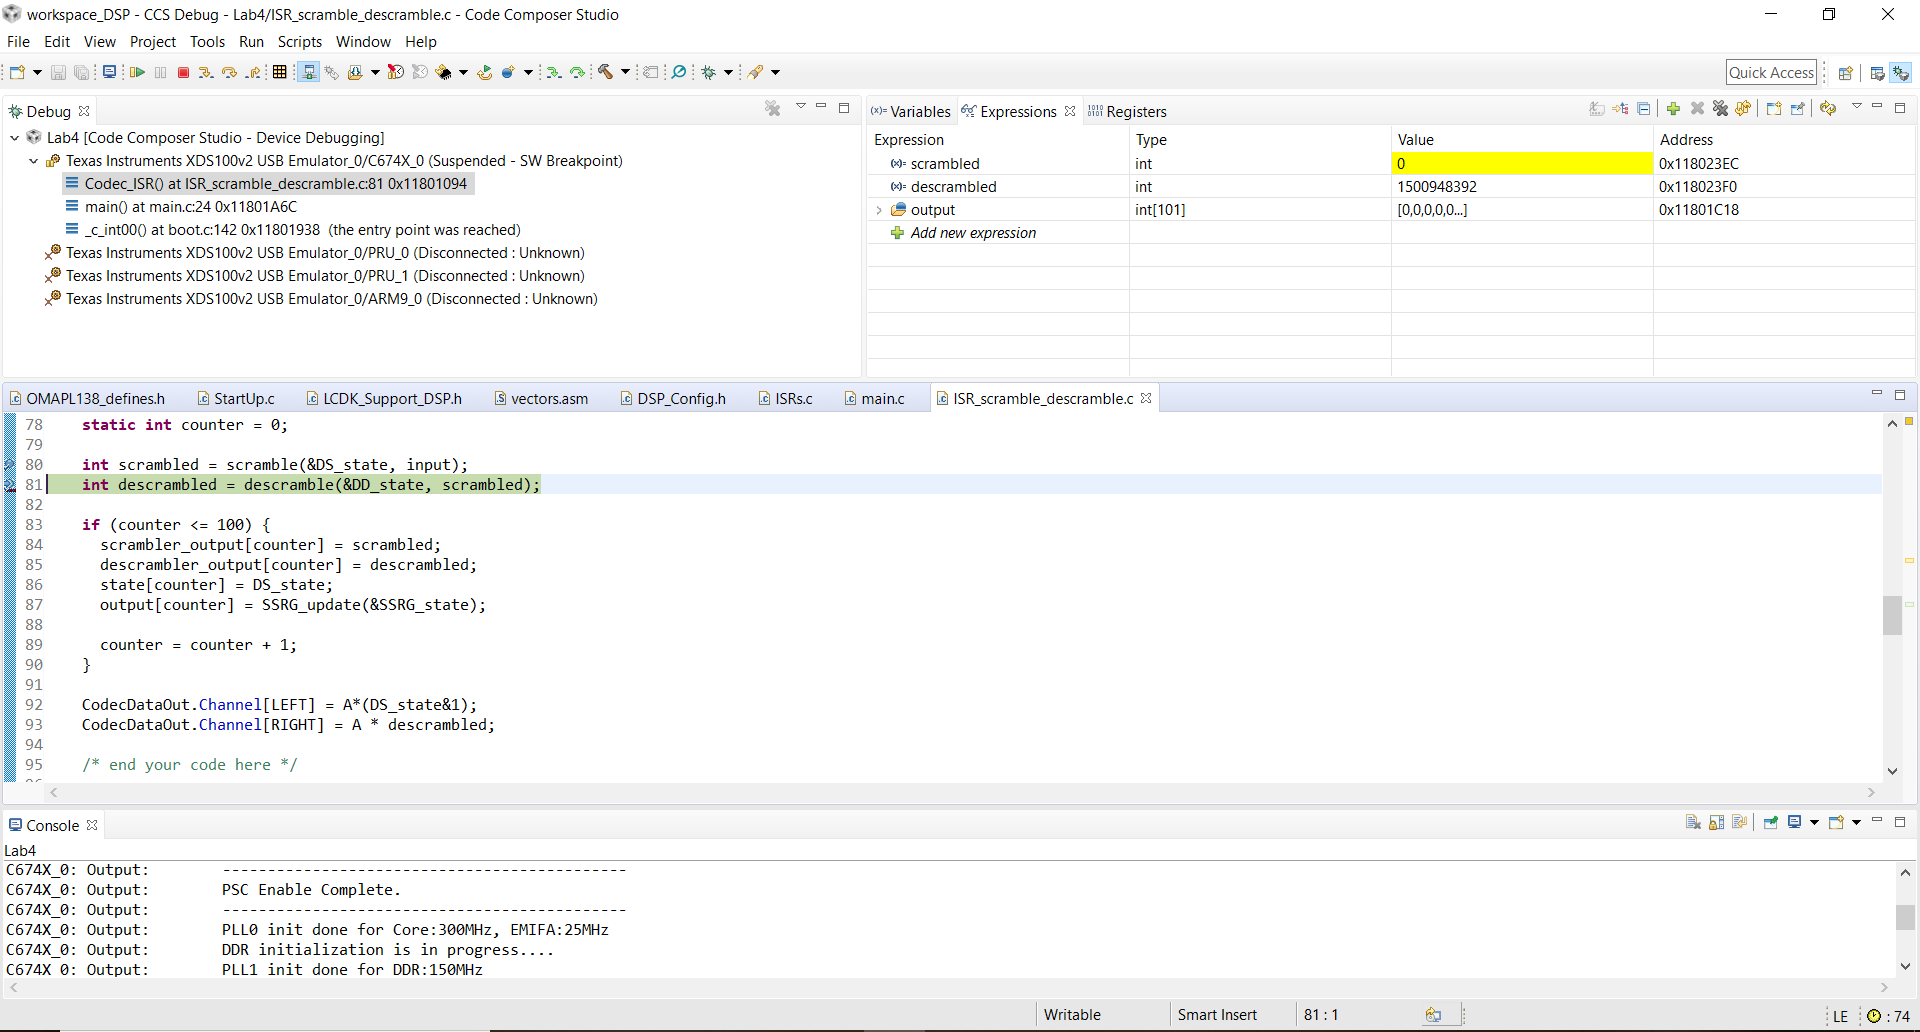 workspace_DSP - CCS Debug - Lab4/ISR_scramble_descramble.c - Code Composer Studio
File Edit View Project Tools Run Scripts Window Help
Quick Access
Debug
Lab4 [Code Composer Studio - Device Debugging]
Texas Instruments XDS100v2 USB Emulator_0/C674X_0 (Suspended - SW Breakpoint)
Codec_ISR() at ISR_scramble_descramble.c:81 0x11801094
main() at main.c:24 0x11801A6C
_c_int00() at boot.c:142 0x11801938 (the entry point was reached)
Texas Instruments XDS100v2 USB Emulator_0/PRU_0 (Disconnected : Unknown)
Texas Instruments XDS100v2 USB Emulator_0/PRU_1 (Disconnected : Unknown)
Texas Instruments XDS100v2 USB Emulator_0/ARM9_0 (Disconnected : Unknown)
(x)= Variables Expressions 1010 0101 Registers
Expression Type Value Address
(x)= scrambled int 0 0x118023EC
(x)= descrambled int 1500948392 0x118023F0
output int[101] [0,0,0,0,0...] 0x11801C18
Add new expression
OMAPL138_defines.h StartUp.c LCDK_Support_DSP.h vectors.asm DSP_Config.h ISRs.c main.c ISR_scramble_descramble.c
78 static int counter = 0;
79
80 int scrambled = scramble(&DS_state, input);
81 int descrambled = descramble(&DD_state, scrambled);
82
83 if (counter <= 100) {
84 scrambler_output[counter] = scrambled;
85 descrambler_output[counter] = descrambled;
86 state[counter] = DS_state;
87 output[counter] = SSRG_update(&SSRG_state);
88
89 counter = counter + 1;
90 }
91
92 CodecDataOut.Channel[LEFT] = A*(DS_state&1);
93 CodecDataOut.Channel[RIGHT] = A * descrambled;
94
95 /* end your code here */
Console
Lab4
C674X_0: Output: ---------------------------------------------
C674X_0: Output: PSC Enable Complete.
C674X_0: Output: ---------------------------------------------
C674X_0: Output: PLL0 init done for Core:300MHz, EMIFA:25MHz
C674X_0: Output: DDR initialization is in progress....
C674X 0: Output: PLL1 init done for DDR:150MHz
Writable Smart Insert 81 : 1 LE : 74